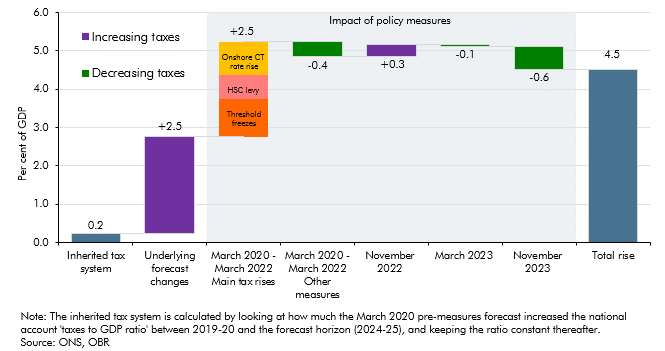 Impact of policy measures
Increasing taxes
Decreasing taxes
Per cent of GDP
6.0
5.0
4.0
3.0
2.0
1.0
0.0
0.2
+2.5
+2.5
Onshore CT
rate rise
HSC levy
Threshold
freezes
-0.4
+0.3
-0.1
-0.6
4.5
Inherited tax
system
Underlying
forecast
changes
March 2020 -
March 2022
Main tax rises
March 2020 -
March 2022
Other
measures
November
2022
March 2023
November
2023
Total rise
Note: The inherited tax system is calculated by looking at how much the March 2020 pre-measures forecast increased the national
account 'taxes to GDP ratio' between 2019-20 and the forecast horizon (2024-25), and keeping the ratio constant thereafter.
Source: ONS, OBR